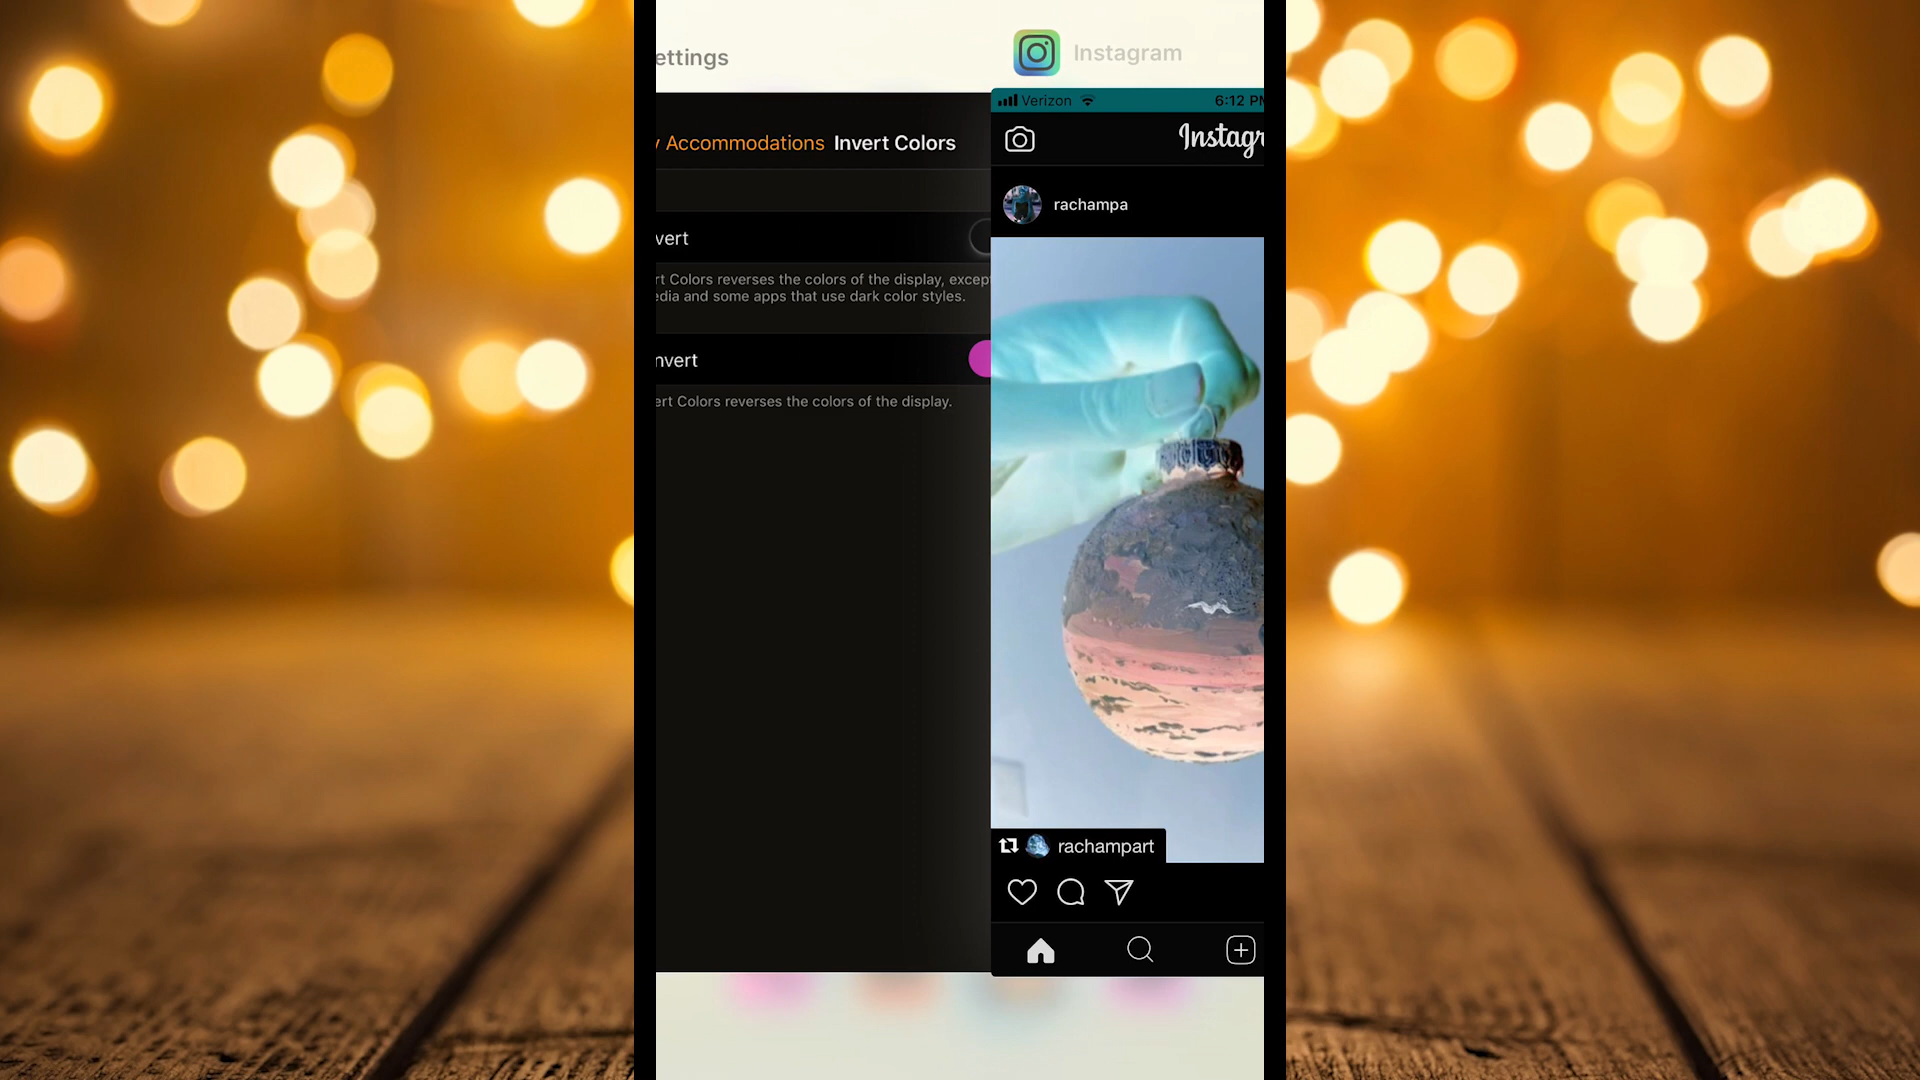 ettings
Instagram
Verizon 6:12 PM
Accommodations Invert Colors
Instagr
rachampa
vert
rt Colors reverses the colors of the display, excep
edia and some apps that use dark color styles.
nvert
ert Colors reverses the colors of the display.
rachampart